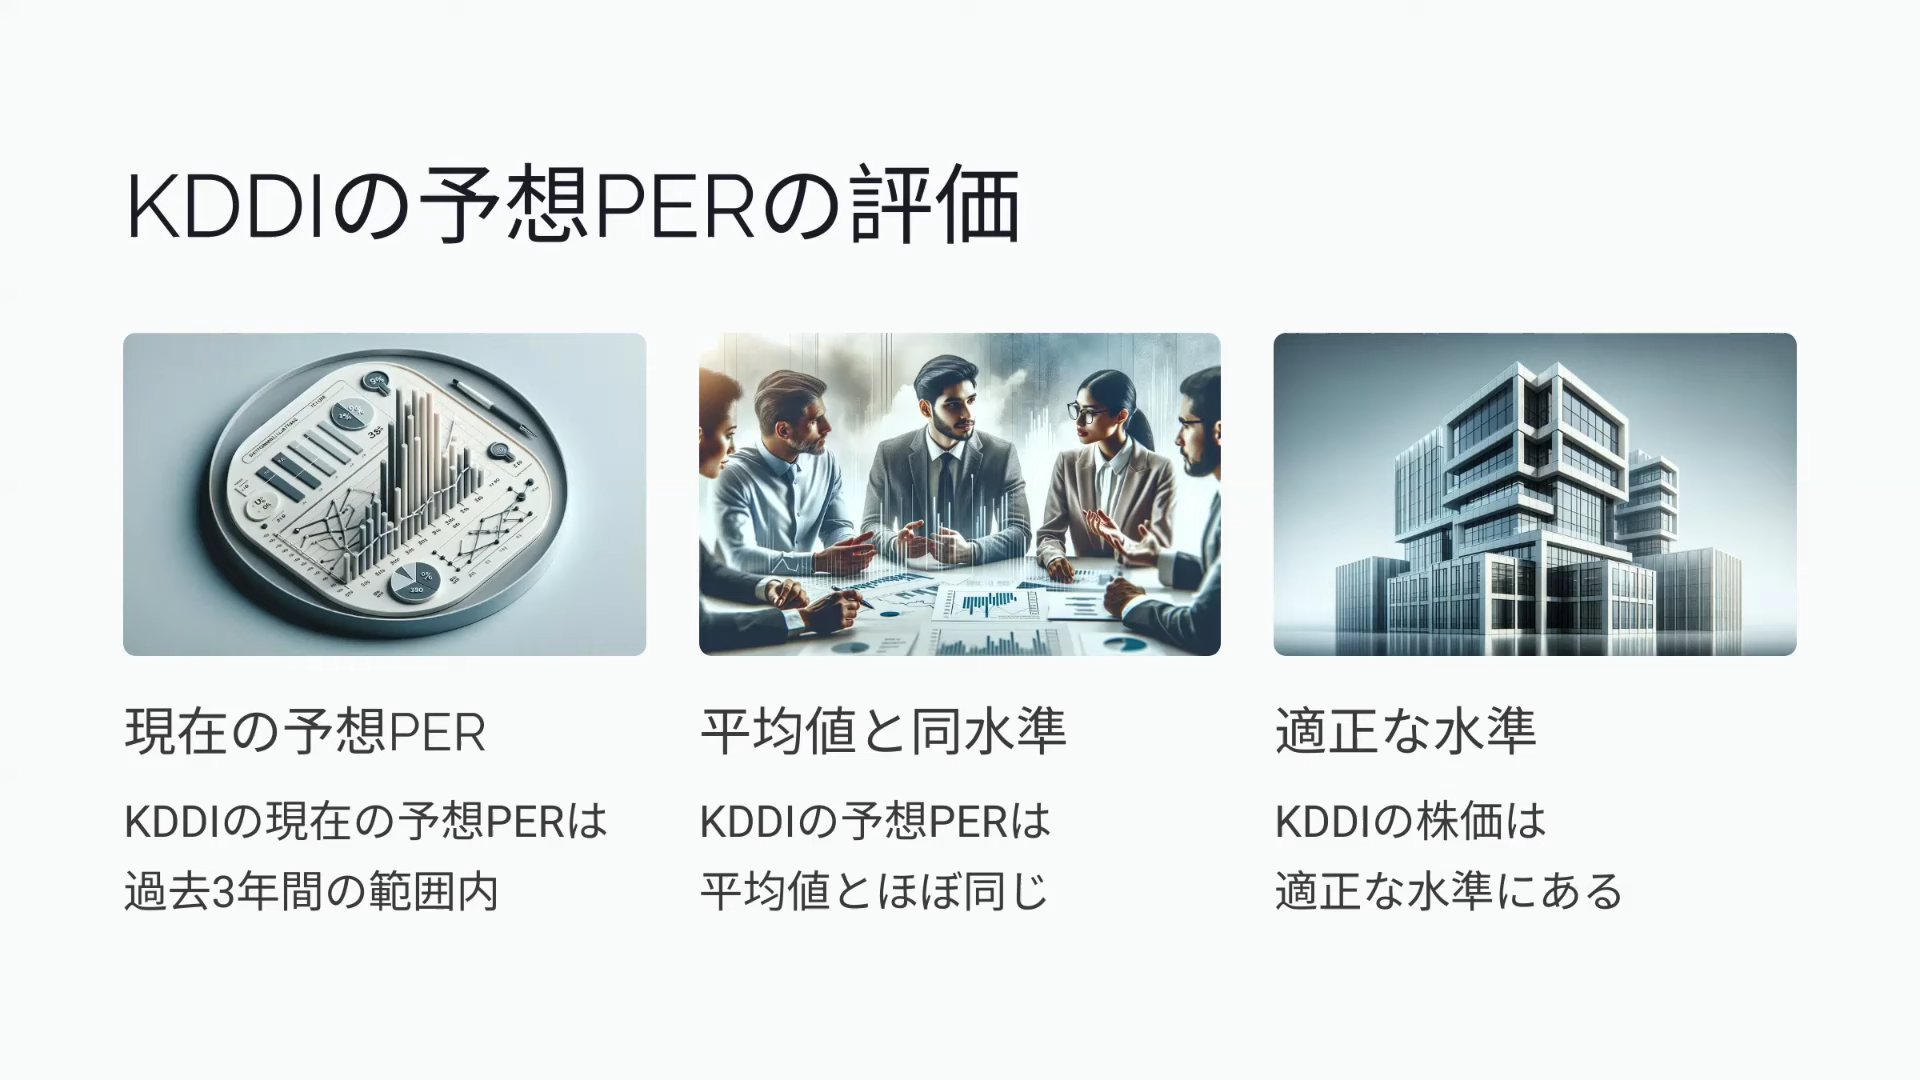 KDDIの予想PERの評価
現在の予想PER
KDDIの現在の予想PERは
過去3年間の範囲内
平均値と同水準
KDDIの予想PERは
平均値とほぼ同じ
適正な水準
KDDIの株価は
適正な水準にある